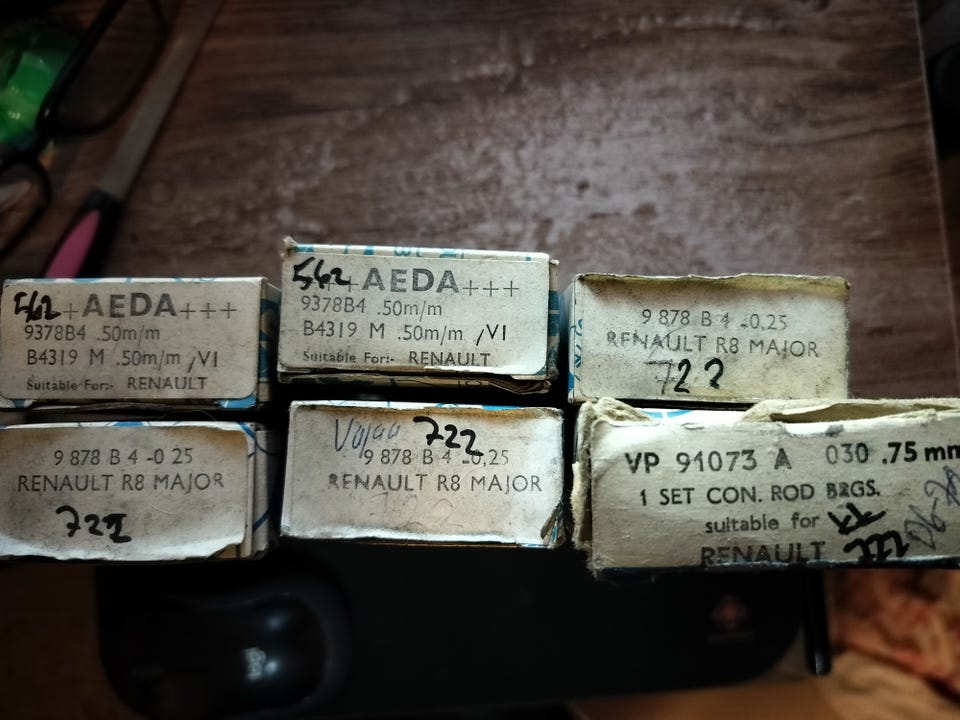 562 +AEDA+++
9378B4 .50m/m
B4319 M .50m/m /VI
Suitable For:- RENAULT
562 ++AEDA+++
9378B4 .50m/m
B4319 M .50m/m /VI
Suitable For:- RENAULT
9 878 B 4 -0,25
RENAULT R8 MAJOR
722
9 878 B 4 -0 25
RENAULT R8 MAJOR
722
9 878 B 4 -0,25
RENAULT R8 MAJOR
VP 91073 A 030 .75 mm
1 SET CON. ROD BRGS.
suitable for
RENAULT